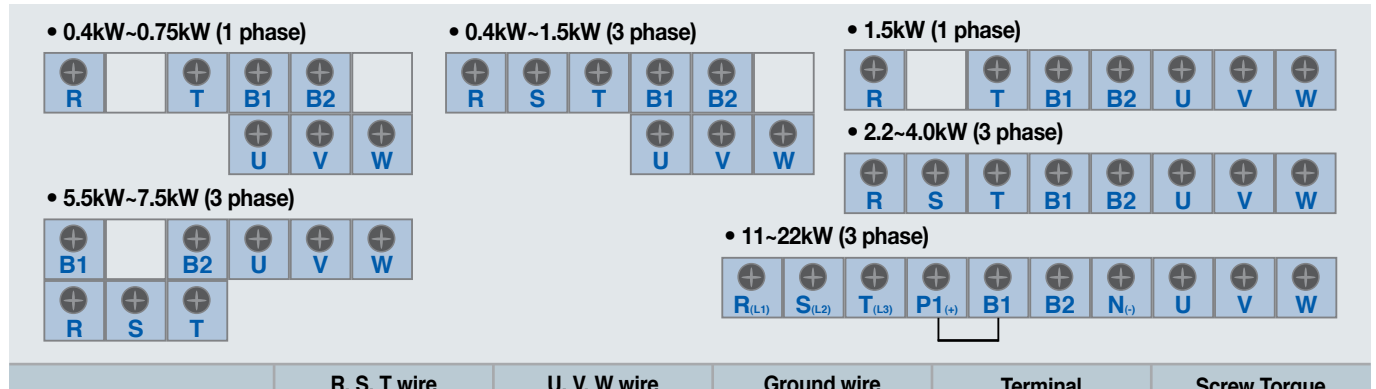 • 0.4kW~0.75kW (1 phase)
R T B1 B2
U V W
• 0.4kW~1.5kW (3 phase)
R S T B1 B2
U V W
• 1.5kW (1 phase)
R T B1 B2 U V W
• 2.2~4.0kW (3 phase)
R S T B1 B2 U V W
• 5.5kW~7.5kW (3 phase)
B1 B2 U V W
R S T
• 11~22kW (3 phase)
R(L1) S(L2) T(L3) P1(+) B1 B2 N(-) U V W
R, S, T wire U, V, W wire Ground wire Terminal Screw Torque